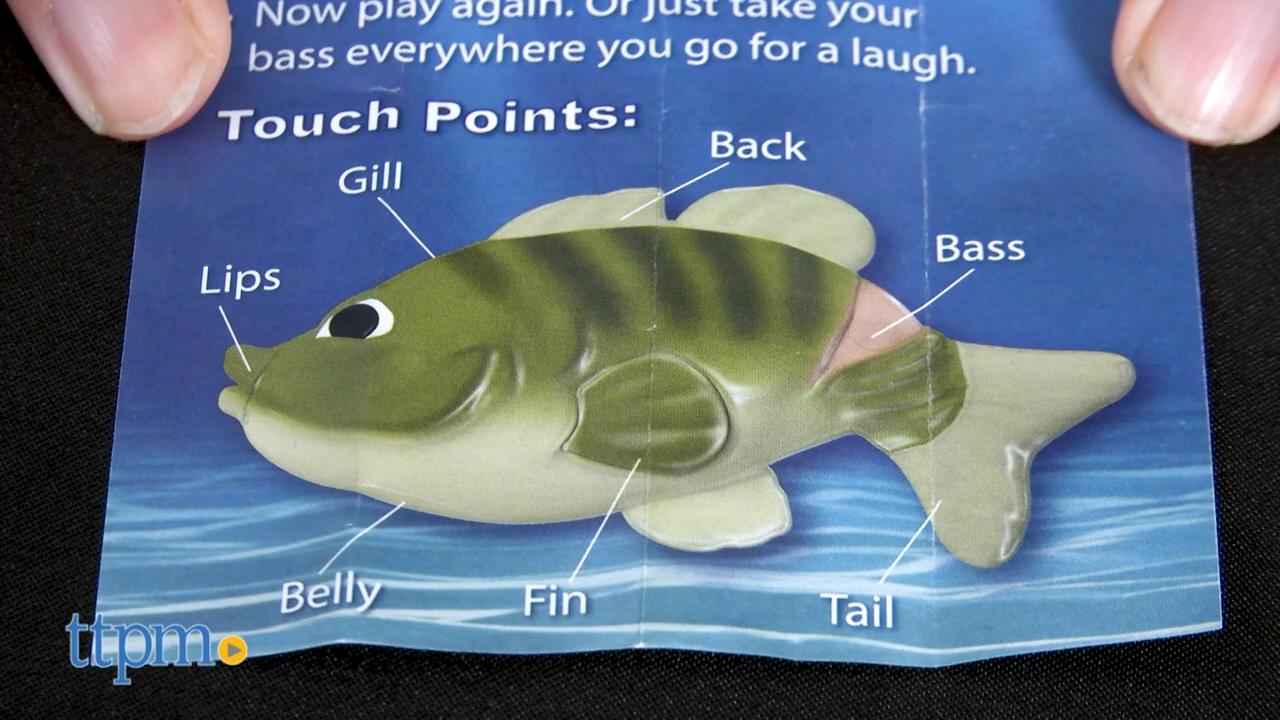 Now play again. Or just take your
bass everywhere you go for a laugh.
Touch Points:
Back
Gill
Bass
Lips
Belly
Fin
Tail
ttpm